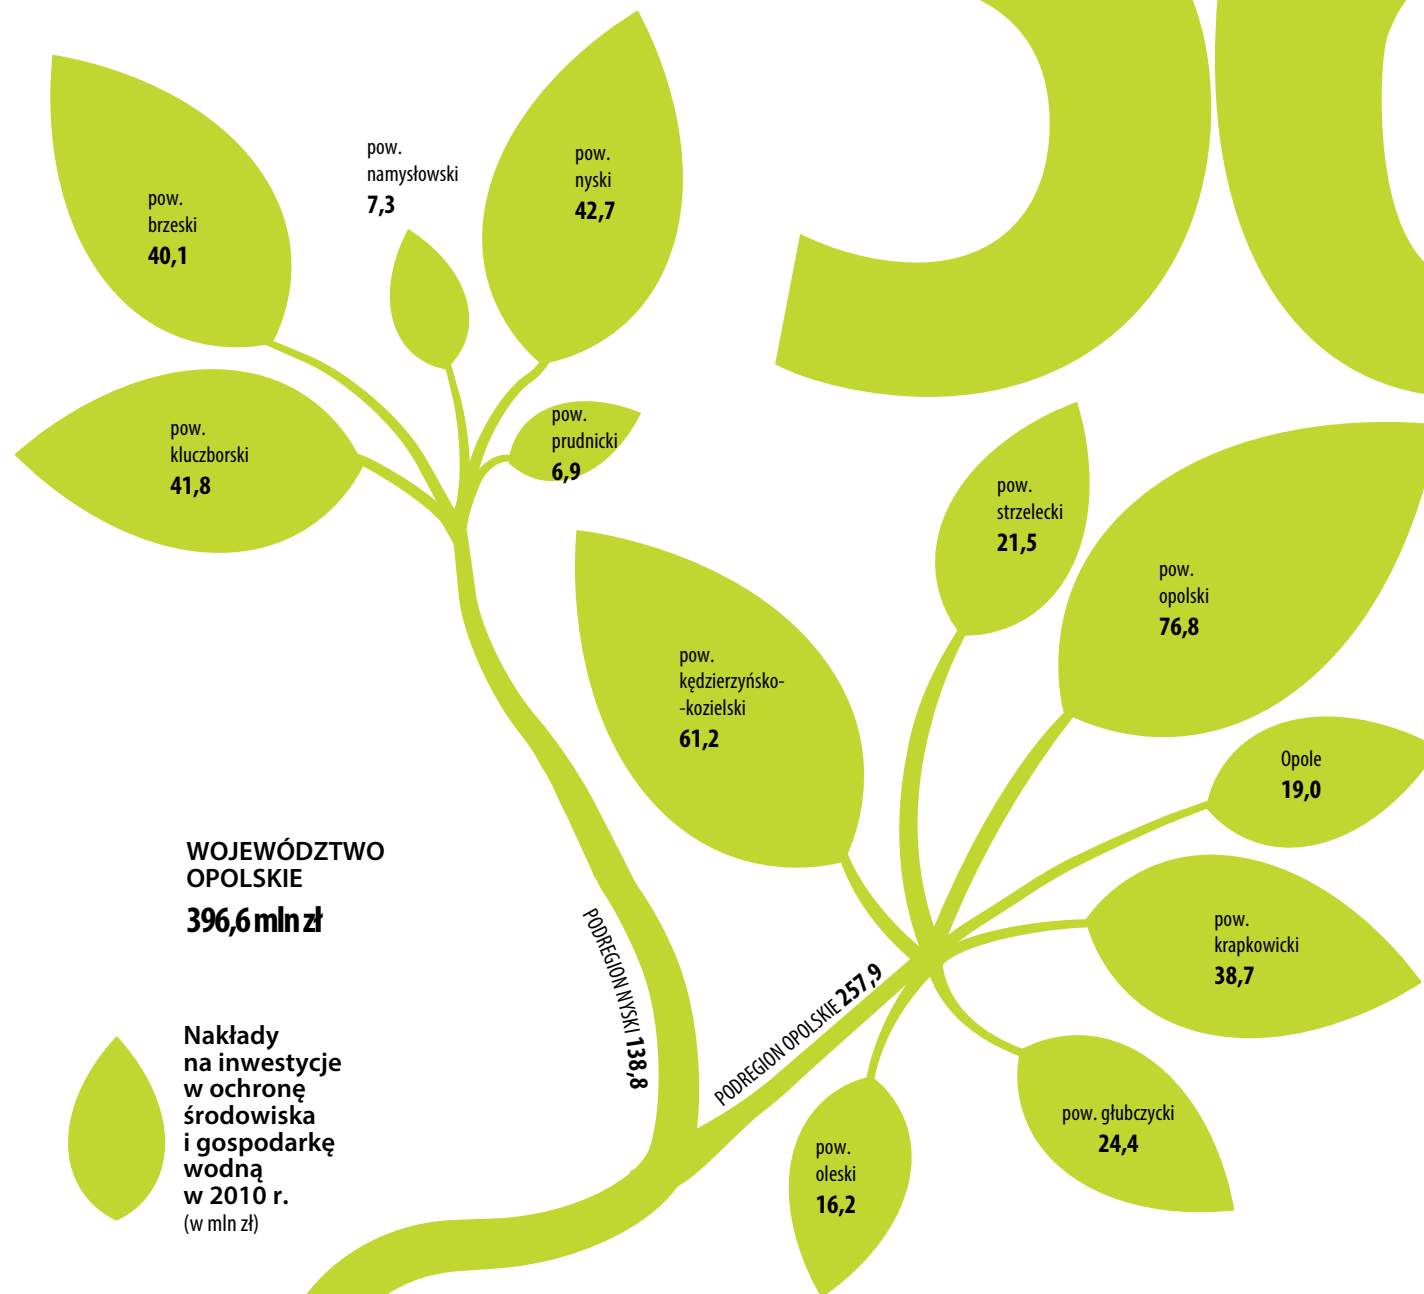 pow.
brzeski
40,1
pow.
namysłowski
7,3
pow.
nyski
42,7
pow.
kluczborski
41,8
pow.
prudnicki
6,9
pow.
strzelecki
21,5
pow.
opolski
76,8
pow.
kędzierzyńsko-
-kozielski
61,2
Opole
19,0
pow.
krapkowicki
38,7
pow. głubczycki
24,4
pow.
oleski
16,2
PODREGION NYSKI 138,8
PODREGION OPOLSKIE 257,9
WOJEWÓDZTWO
OPOLSKIE
396,6 mln zł
Nakłady
na inwestycje
w ochronę
środowiska
i gospodarkę
wodną
w 2010 r.
(w mln zł)